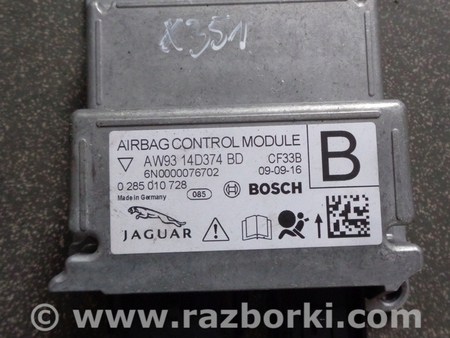 X351
AIRBAG CONTROL MODULE
AW93 14D374 BD CF33B
6N0000076702 09-09-16
0 285 010 728 085 BOSCH
Made in Germany
B
JAGUAR
www.razborki.com